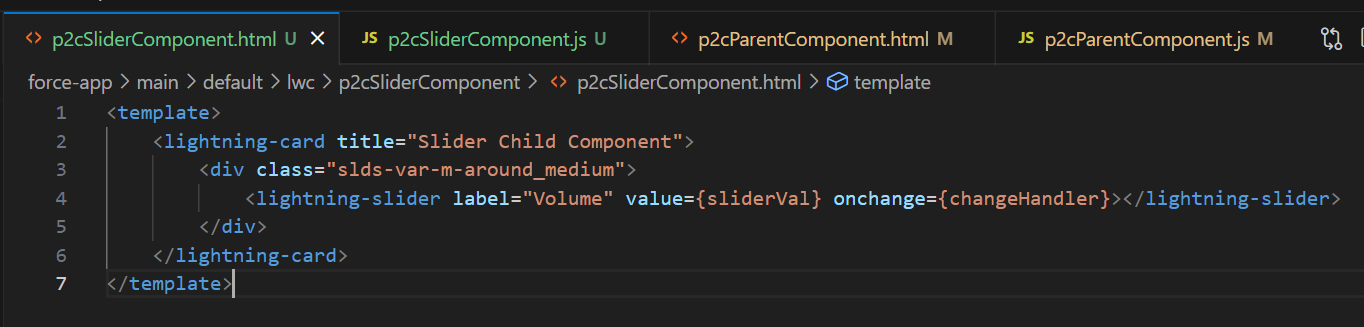 <> p2cSliderComponent.html U × JS p2cSliderComponent.js U <> p2cParentComponent.html M JS p2cParentComponent.js M
force-app > main > default > lwc > p2cSliderComponent > <> p2cSliderComponent.html > template
1 <template>
2 <lightning-card title="Slider Child Component">
3 <div class="slds-var-m-around_medium">
4 <lightning-slider label="Volume" value={sliderVal} onchange={changeHandler}></lightning-slider>
5 </div>
6 </lightning-card>
7 </template>